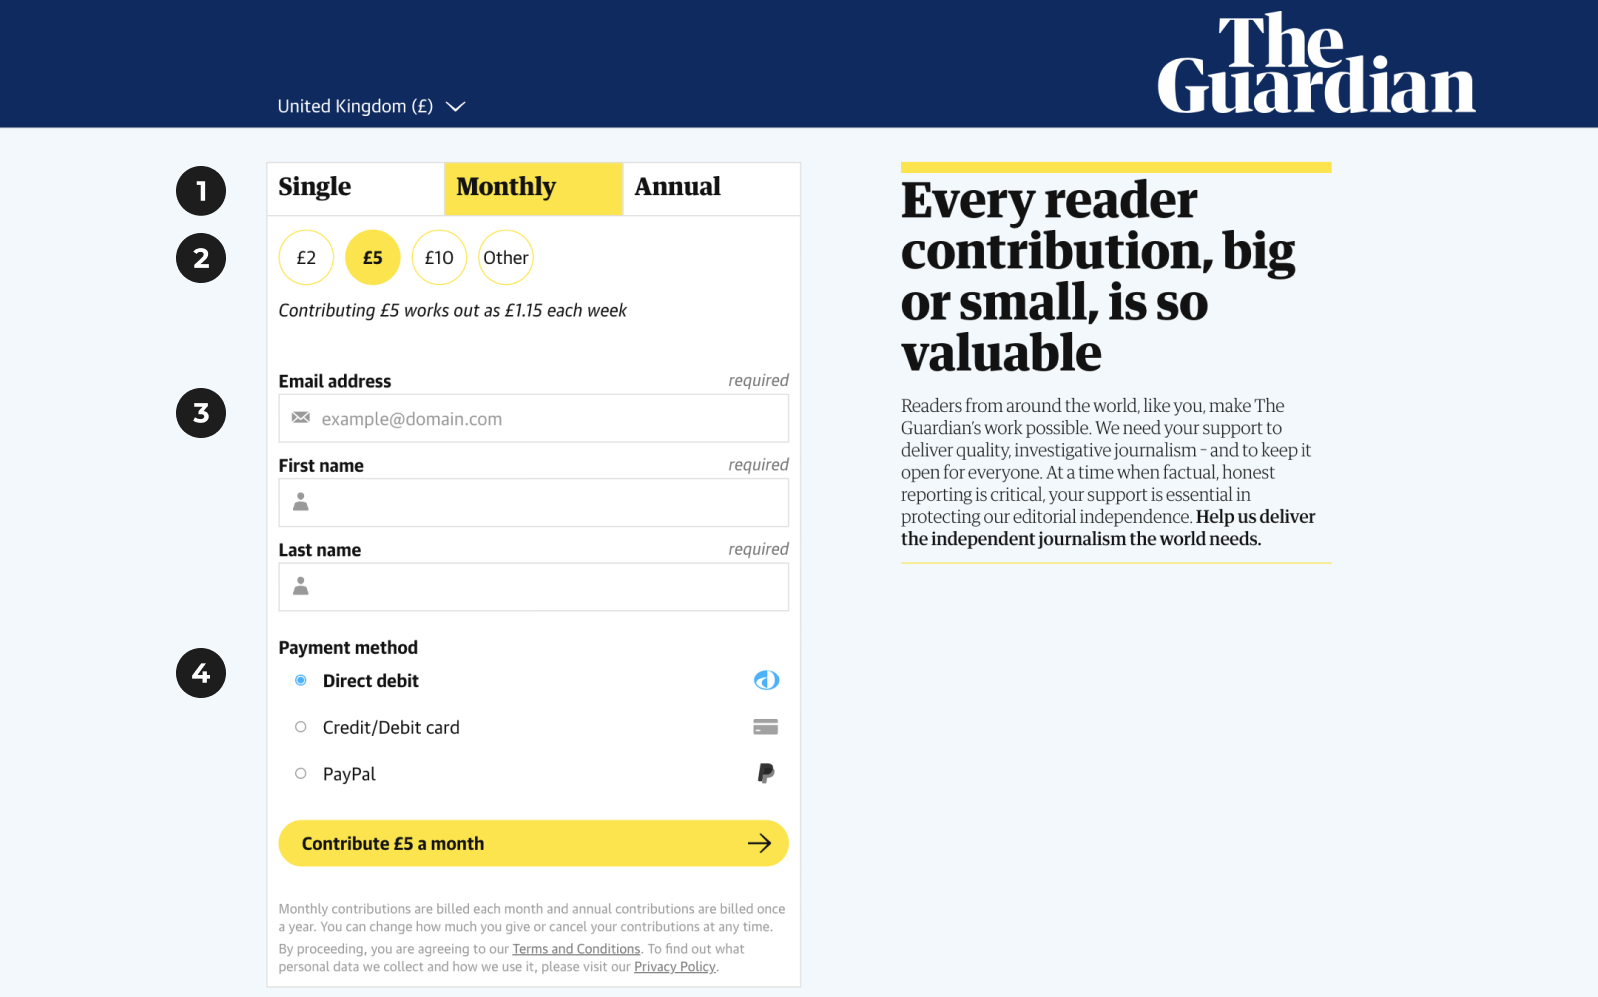 The
Guardian
United Kingdom (£)
1
Single Monthly Annual
2
£2 £5 £10 Other
Contributing £5 works out as £1.15 each week
3
Email address required
example@domain.com
First name required
Last name required
4
Payment method
Direct debit
Credit/Debit card
PayPal
Contribute £5 a month
Monthly contributions are billed each month and annual contributions are billed once
a year. You can change how much you give or cancel your contributions at any time.
By proceeding, you are agreeing to our Terms and Conditions. To find out what
personal data we collect and how we use it, please visit our Privacy Policy.
Every reader
contribution, big
or small, is so
valuable
Readers from around the world, like you, make The
Guardian's work possible. We need your support to
deliver quality, investigative journalism – and to keep it
open for everyone. At a time when factual, honest
reporting is critical, your support is essential in
protecting our editorial independence. Help us deliver
the independent journalism the world needs.